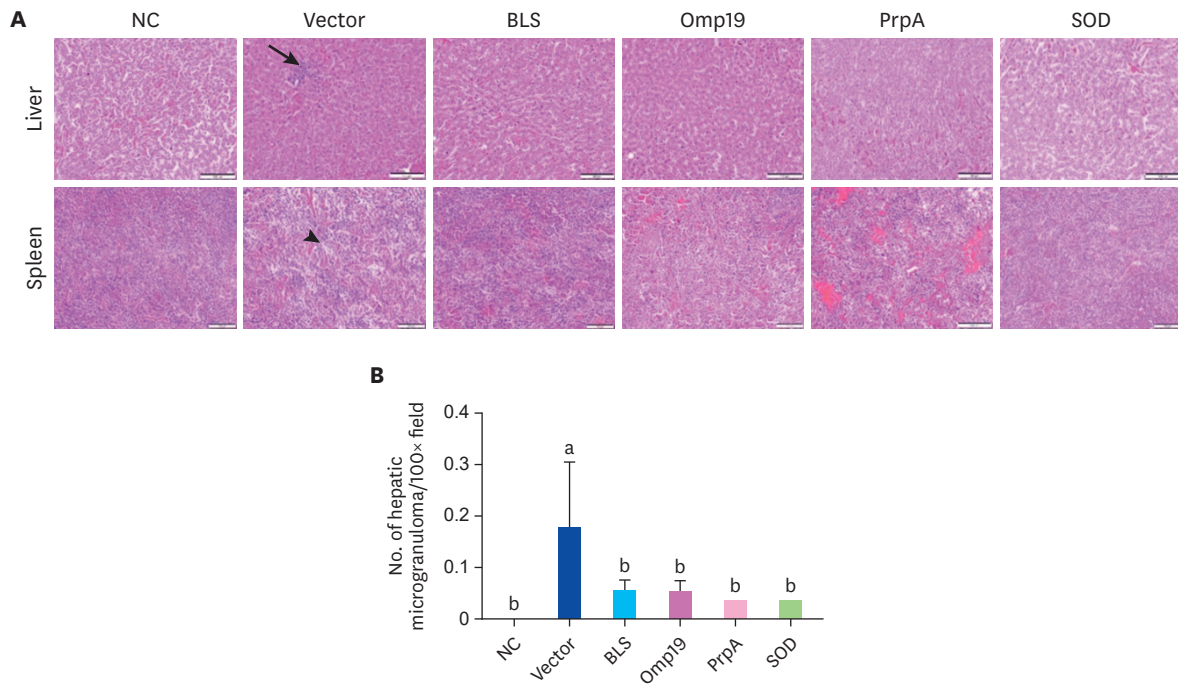 A
NC Vector BLS Omp19 PrpA SOD
Liver
Spleen
B
No. of hepatic
microgranuloma/100× field
0.4
0.3
0.2
0.1
0
b a b b b b
NC Vector BLS Omp19 PrpA SOD